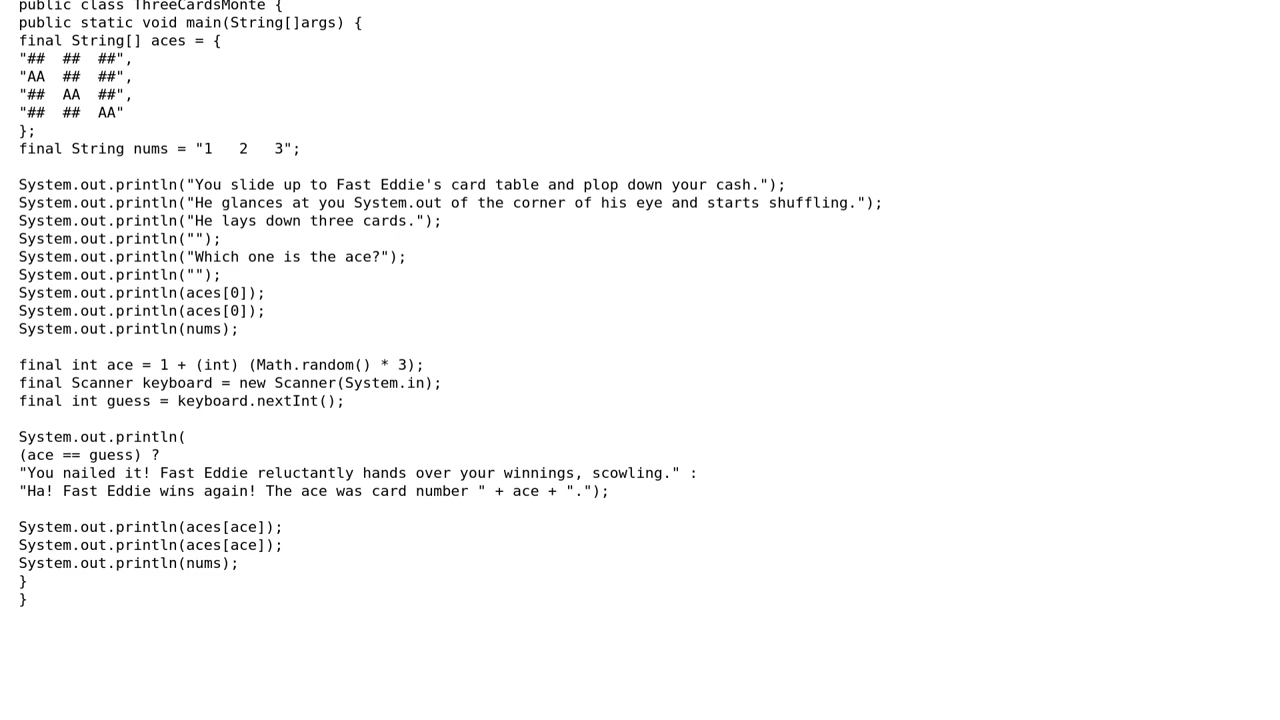 public class ThreeCardsMonte {
public static void main(String[]args) {
final String[] aces = {
"##  ##  ##",
"AA  ##  ##",
"##  AA  ##",
"##  ##  AA"
};
final String nums = "1   2   3";

System.out.println("You slide up to Fast Eddie's card table and plop down your cash.");
System.out.println("He glances at you System.out of the corner of his eye and starts shuffling.");
System.out.println("He lays down three cards.");
System.out.println("");
System.out.println("Which one is the ace?");
System.out.println("");
System.out.println(aces[0]);
System.out.println(aces[0]);
System.out.println(nums);

final int ace = 1 + (int) (Math.random() * 3);
final Scanner keyboard = new Scanner(System.in);
final int guess = keyboard.nextInt();

System.out.println(
(ace == guess) ?
"You nailed it! Fast Eddie reluctantly hands over your winnings, scowling." :
"Ha! Fast Eddie wins again! The ace was card number " + ace + ".");

System.out.println(aces[ace]);
System.out.println(aces[ace]);
System.out.println(nums);
}
}